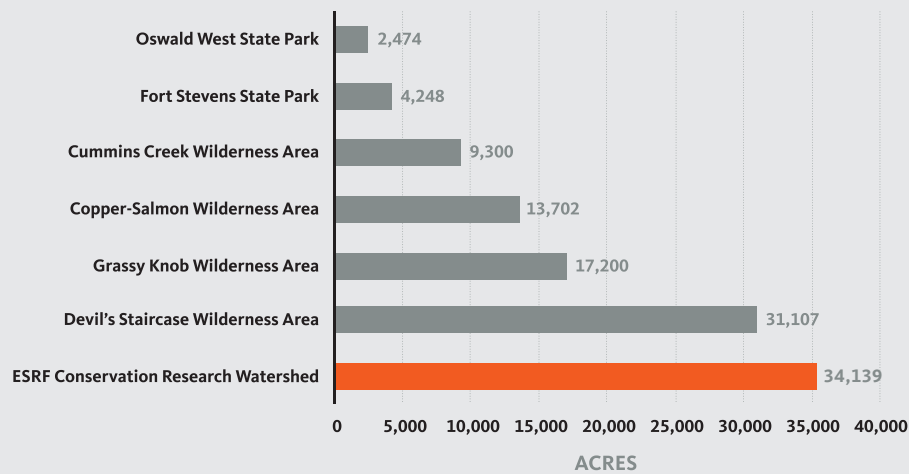 Oswald West State Park 2,474
Fort Stevens State Park 4,248
Cummins Creek Wilderness Area 9,300
Copper-Salmon Wilderness Area 13,702
Grassy Knob Wilderness Area 17,200
Devil’s Staircase Wilderness Area 31,107
ESRF Conservation Research Watershed 34,139
0 5,000 10,000 15,000 20,000 25,000 30,000 35,000 40,000
ACRES